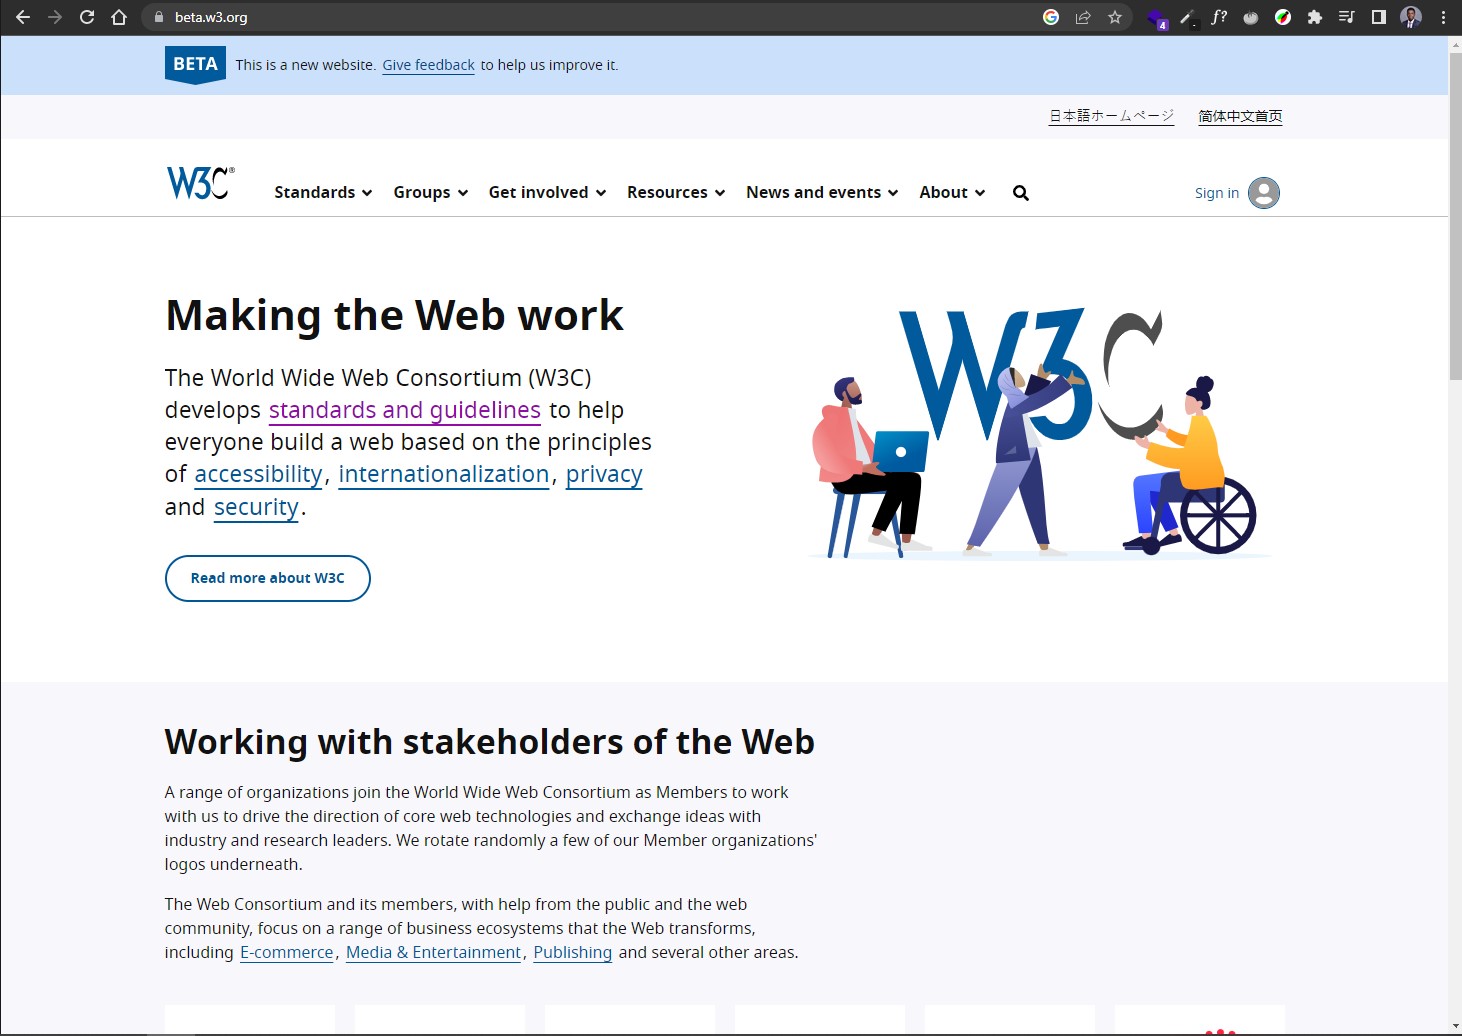 beta.w3.org
4
f?
BETA
This is a new website. Give feedback to help us improve it.
日本語ホームページ 简体中文首页
W3C®
Standards Groups Get involved Resources News and events About
Sign in
Making the Web work
The World Wide Web Consortium (W3C)
develops standards and guidelines to help
everyone build a web based on the principles
of accessibility, internationalization, privacy
and security.
Read more about W3C
W3C
Working with stakeholders of the Web
A range of organizations join the World Wide Web Consortium as Members to work
with us to drive the direction of core web technologies and exchange ideas with
industry and research leaders. We rotate randomly a few of our Member organizations'
logos underneath.
The Web Consortium and its members, with help from the public and the web
community, focus on a range of business ecosystems that the Web transforms,
including E-commerce, Media & Entertainment, Publishing and several other areas.